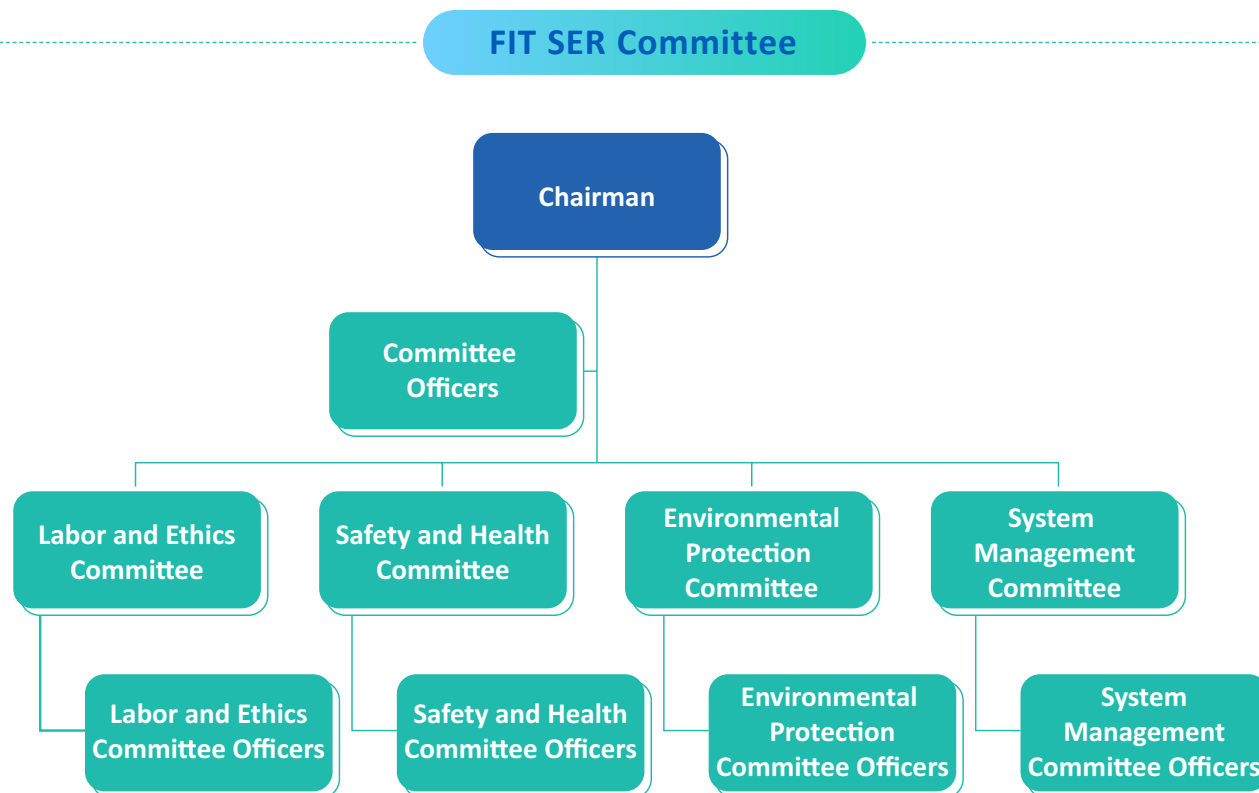 FIT SER Committee
Chairman
Committee
Officers
Labor and Ethics
Committee
Safety and Health
Committee
Environmental
Protection
Committee
System
Management
Committee
Labor and Ethics
Committee Officers
Safety and Health
Committee Officers
Environmental
Protection
Committee Officers
System
Management
Committee Officers